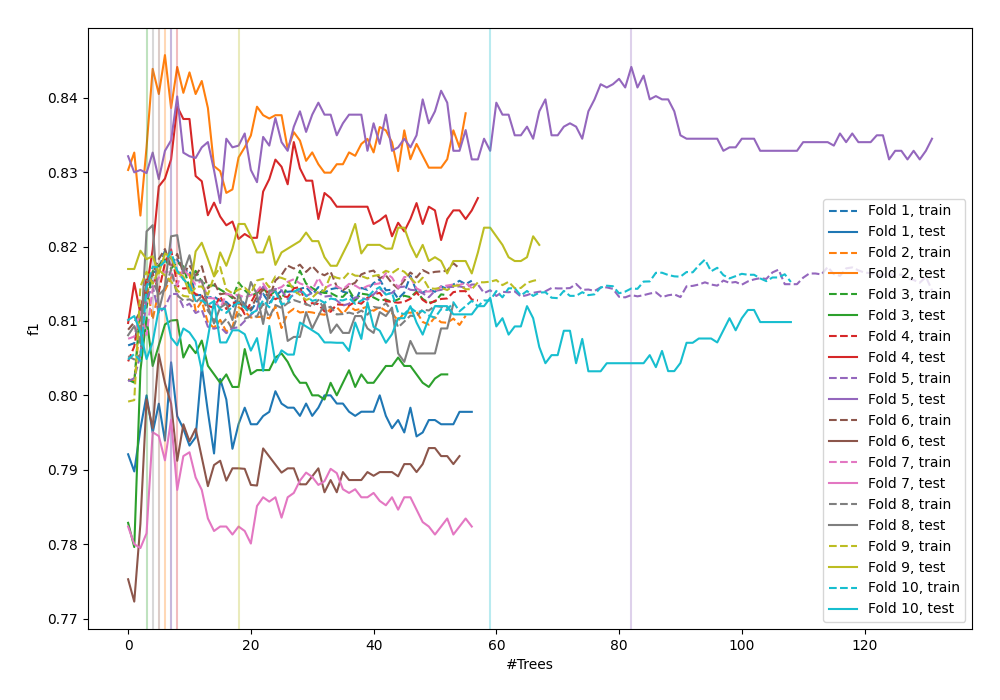 0.84
0.83
0.82
0.81
0.80
0.79
0.78
0.77
f1
0
20
40
60
80
100
120
#Trees
Fold 1, train
Fold 1, test
Fold 2, train
Fold 2, test
Fold 3, train
Fold 3, test
Fold 4, train
Fold 4, test
Fold 5, train
Fold 5, test
Fold 6, train
Fold 6, test
Fold 7, train
Fold 7, test
Fold 8, train
Fold 8, test
Fold 9, train
Fold 9, test
Fold 10, train
Fold 10, test